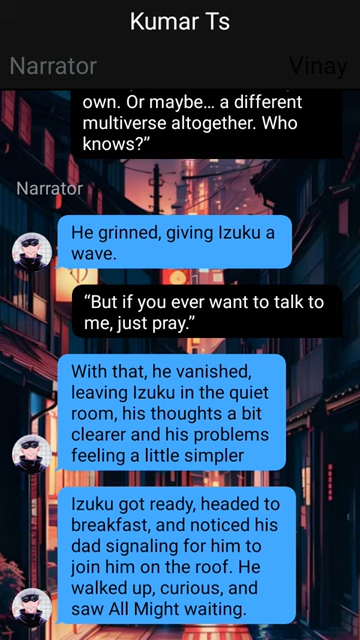 Kumar Ts
Narrator
Vinay
own. Or maybe… a different
multiverse altogether. Who
knows?”
Narrator
He grinned, giving Izuku a
wave.
“But if you ever want to talk to
me, just pray.”
With that, he vanished,
leaving Izuku in the quiet
room, his thoughts a bit
clearer and his problems
feeling a little simpler
Izuku got ready, headed to
breakfast, and noticed his
dad signaling for him to
join him on the roof. He
walked up, curious, and
saw All Might waiting.